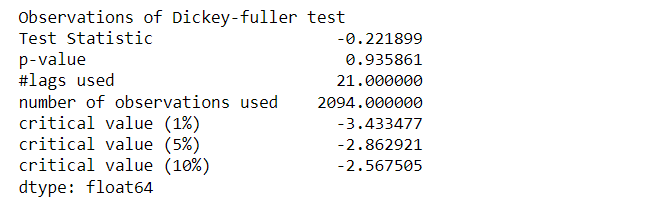 Observations of Dickey-fuller test
Test Statistic -0.221899
p-value 0.935861
#lags used 21.000000
number of observations used 2094.000000
critical value (1%) -3.433477
critical value (5%) -2.862921
critical value (10%) -2.567505
dtype: float64